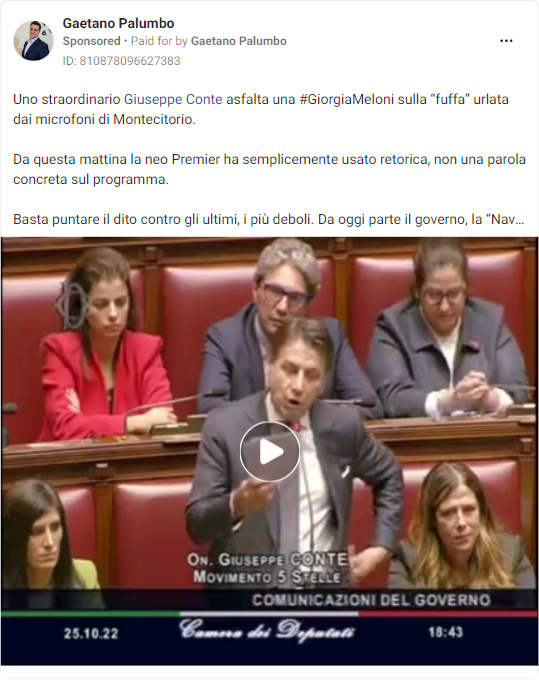 Gaetano Palumbo
Sponsored • Paid for by Gaetano Palumbo
ID: 810878096627383
Uno straordinario Giuseppe Conte asfalta una #GiorgiaMeloni sulla “fuffa” urlata
dai microfoni di Montecitorio.
Da questa mattina la neo Premier ha semplicemente usato retorica, non una parola
concreta sul programma.
Basta puntare il dito contro gli ultimi, i più deboli. Da oggi parte il governo, la “Nav...
ON. GIUSEPPE CONTE
MOVIMENTO 5 STELLE
COMUNICAZIONI DEL GOVERNO
25.10.22 Camera dei Deputati 18:43